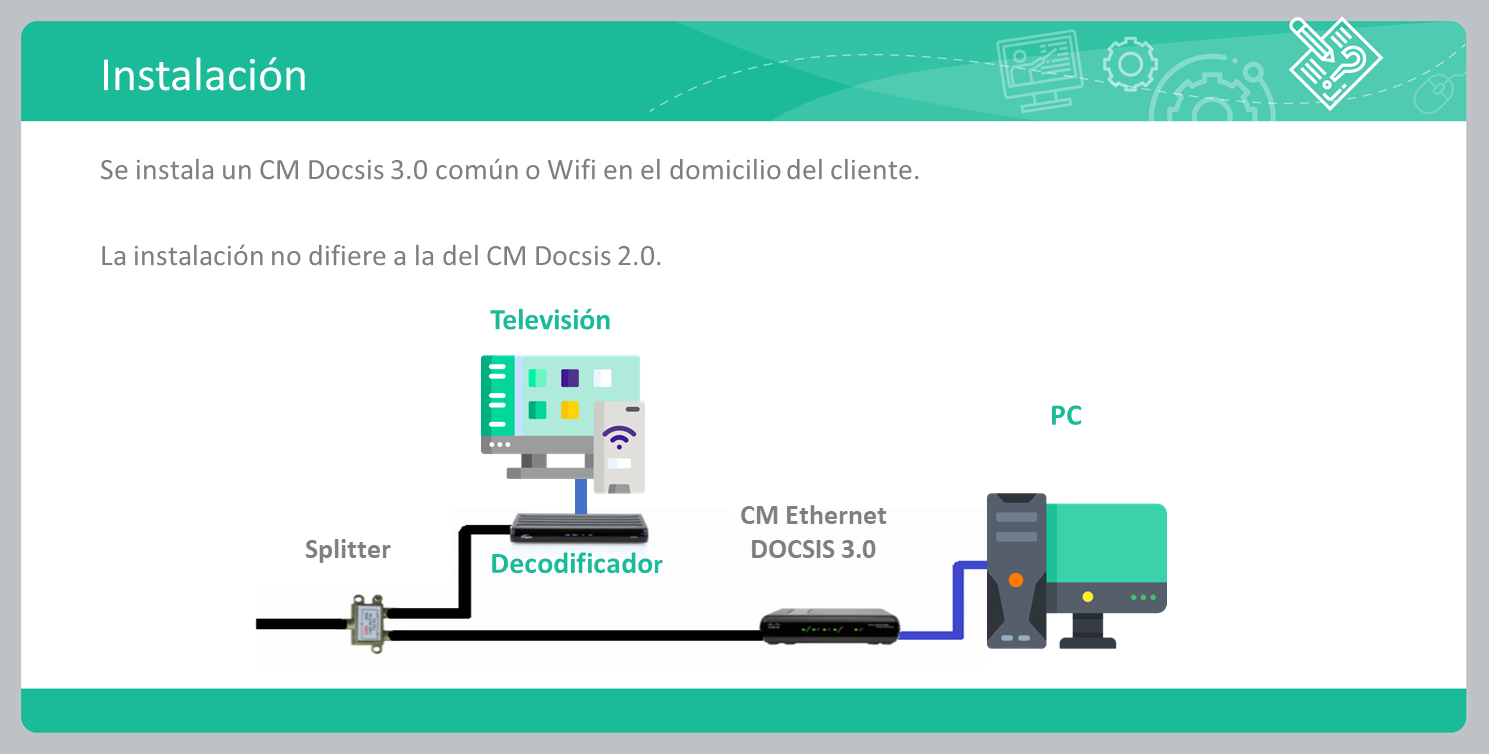 Instalación
Se instala un CM Docsis 3.0 común o Wifi en el domicilio del cliente.
La instalación no difiere a la del CM Docsis 2.0.
Televisión
PC
CM Ethernet
DOCSIS 3.0
Splitter
Decodificador